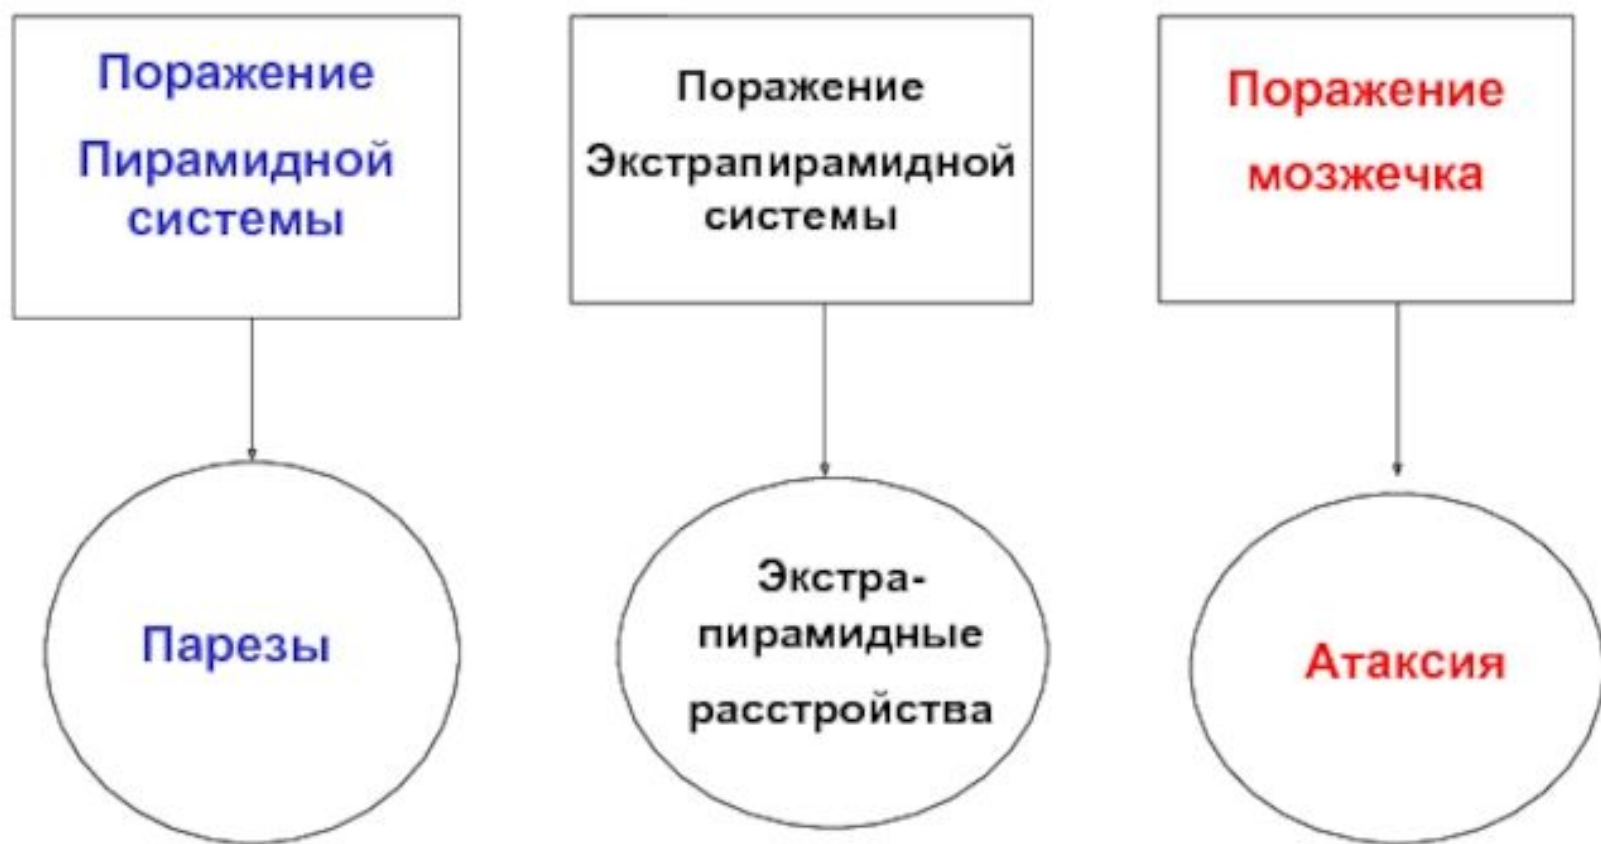 Поражение
Пирамидной
системы
Поражение
Экстрапирамидной
системы
Поражение
мозжечка
Парезы
Экстра-
пирамидные
расстройства
Атаксия